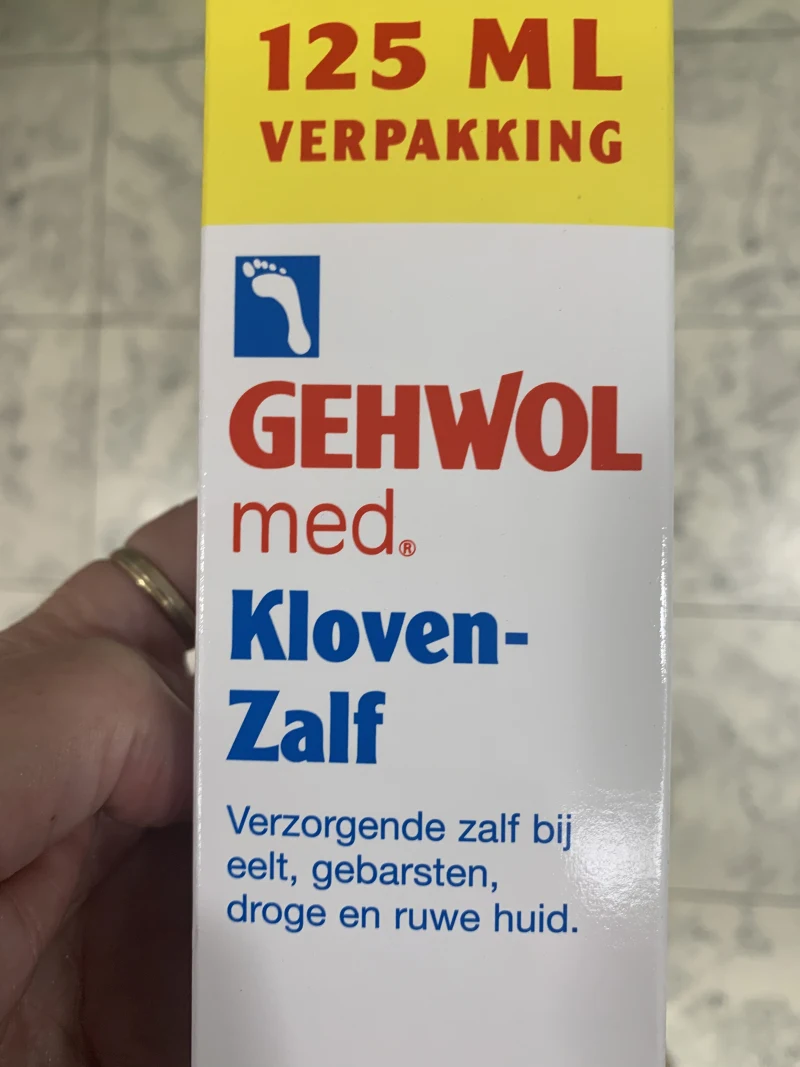 125 ML
VERPAKKING
GEHWOL
med®
Kloven-
Zalf
Verzorgende zalf bij
eelt, gebarsten,
droge en ruwe huid.